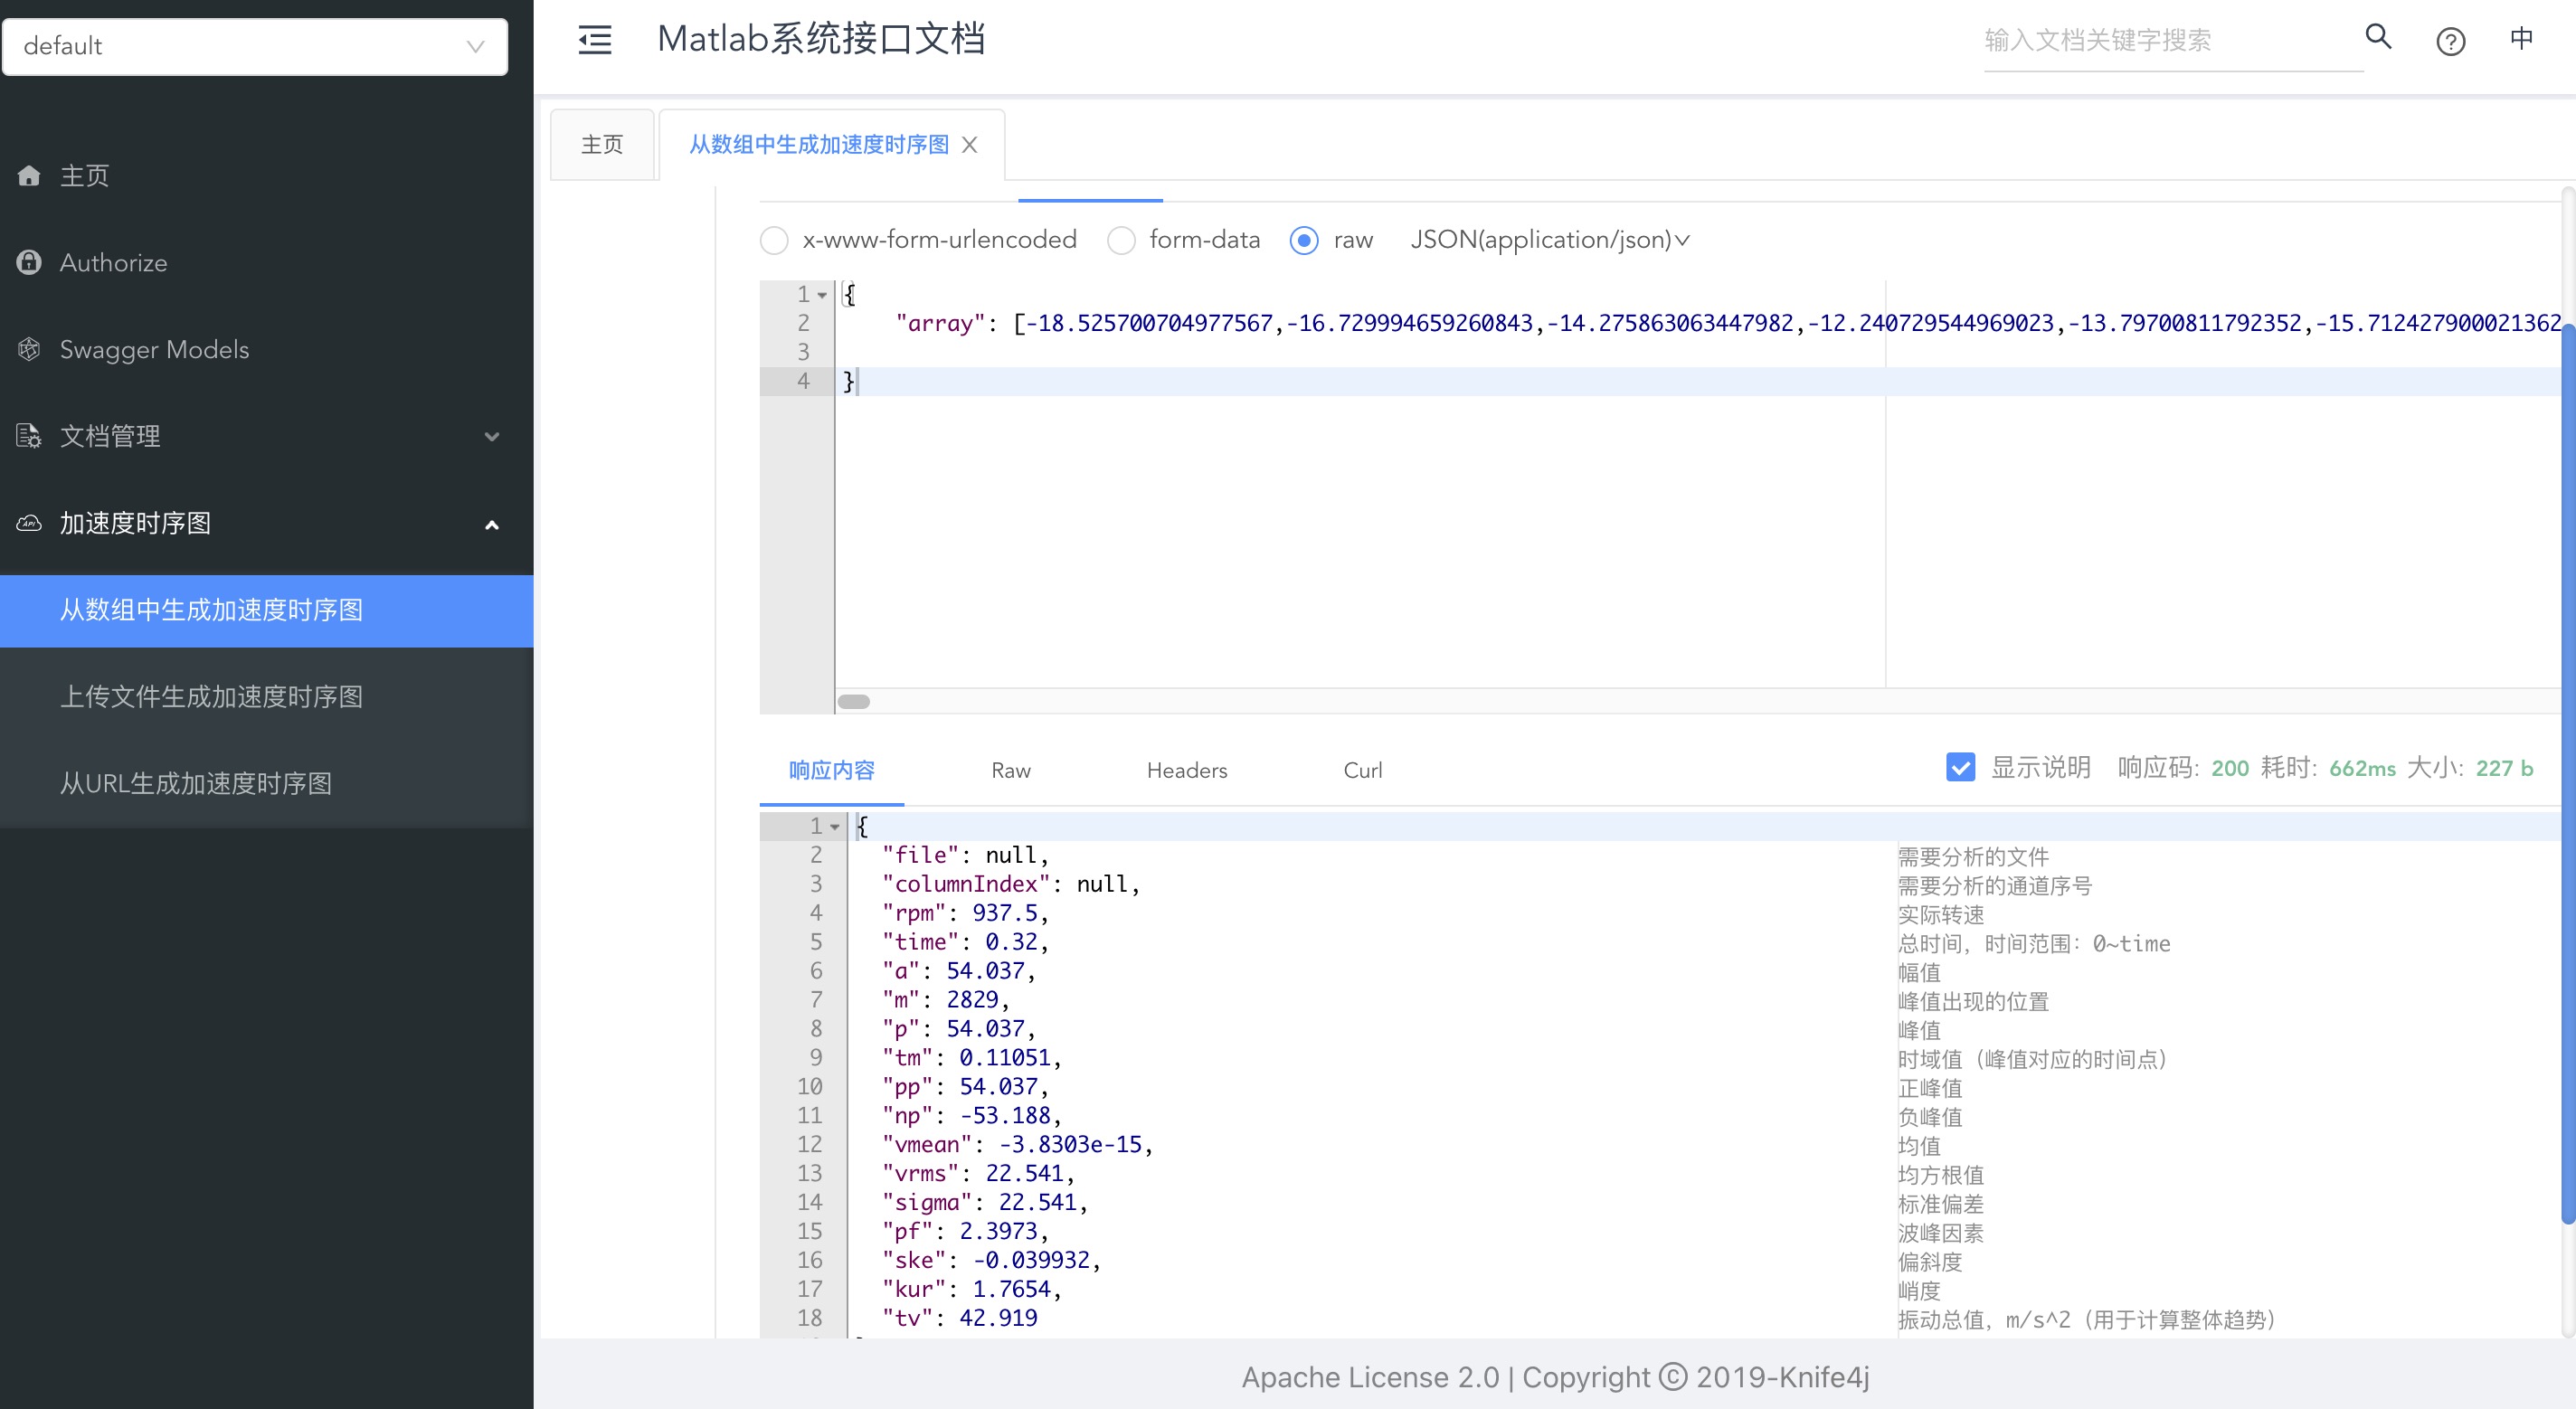 default
主页
Authorize
Swagger Models
文档管理
加速度时序图
从数组中生成加速度时序图
上传文件生成加速度时序图
从URL生成加速度时序图
Matlab系统接口文档
输入文档关键字搜索
中
主页
从数组中生成加速度时序图
x-www-form-urlencoded form-data raw JSON(application/json)
1 {
2 "array": [-18.525700704977567,-16.729994659260843,-14.275863063447982,-12.240729544969023,-13.79700811792352,-15.712427900021362
3
4 }
响应内容 Raw Headers Curl 显示说明 响应码: 200 耗时: 662ms 大小: 227 b
1 {
2 "file": null, 需要分析的文件
3 "columnIndex": null, 需要分析的通道序号
4 "rpm": 937.5, 实际转速
5 "time": 0.32, 总时间，时间范围：0~time
6 "a": 54.037, 幅值
7 "m": 2829, 峰值出现的位置
8 "p": 54.037, 峰值
9 "tm": 0.11051, 时域值（峰值对应的时间点）
10 "pp": 54.037, 正峰值
11 "np": -53.188, 负峰值
12 "vmean": -3.8303e-15, 均值
13 "vrms": 22.541, 均方根值
14 "sigma": 22.541, 标准偏差
15 "pf": 2.3973, 波峰因素
16 "ske": -0.039932, 偏斜度
17 "kur": 1.7654, 峭度
18 "tv": 42.919 振动总值，m/s^2（用于计算整体趋势）
Apache License 2.0 | Copyright © 2019-Knife4j